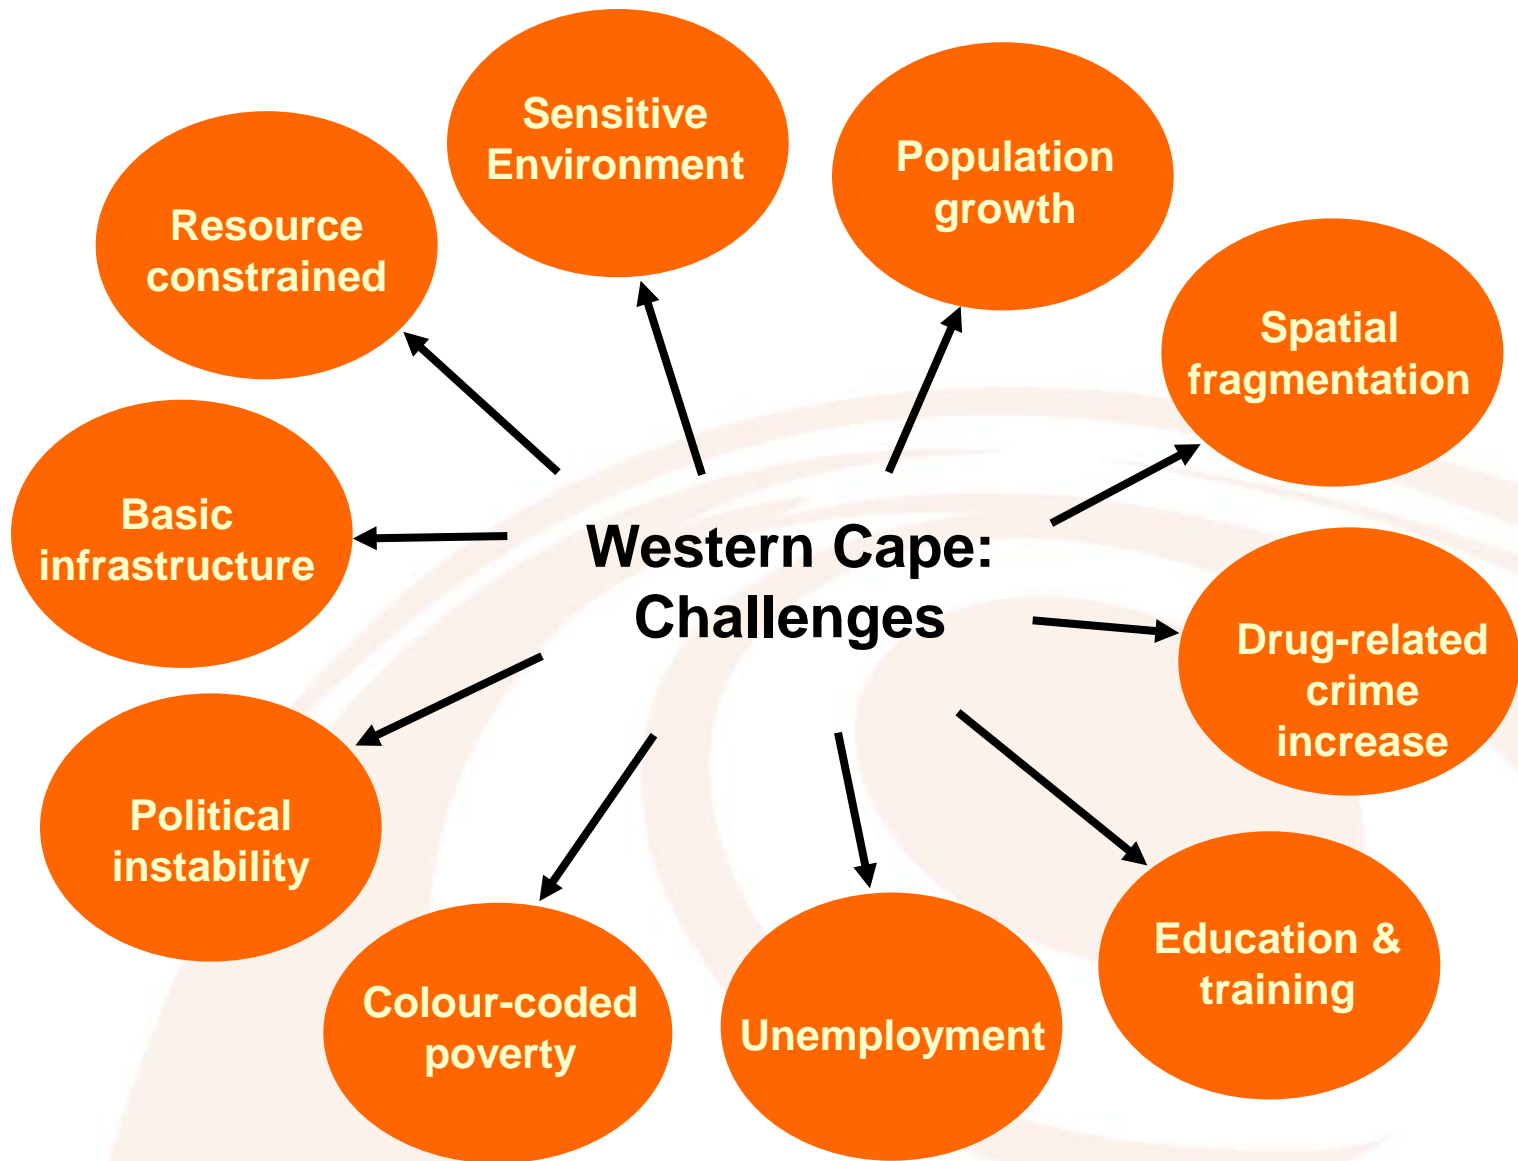 Sensitive
Environment
Population
growth
Resource
constrained
Spatial
fragmentation
Basic
infrastructure
Western Cape:
Challenges
Drug-related
crime
increase
Political
instability
Education &
training
Colour-coded
poverty
Unemployment